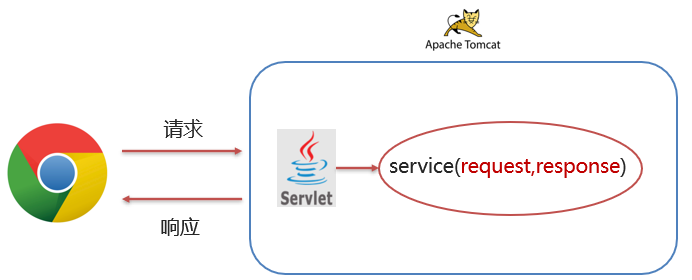 Apache Tomcat
请求
Servlet
service(request,response)
响应